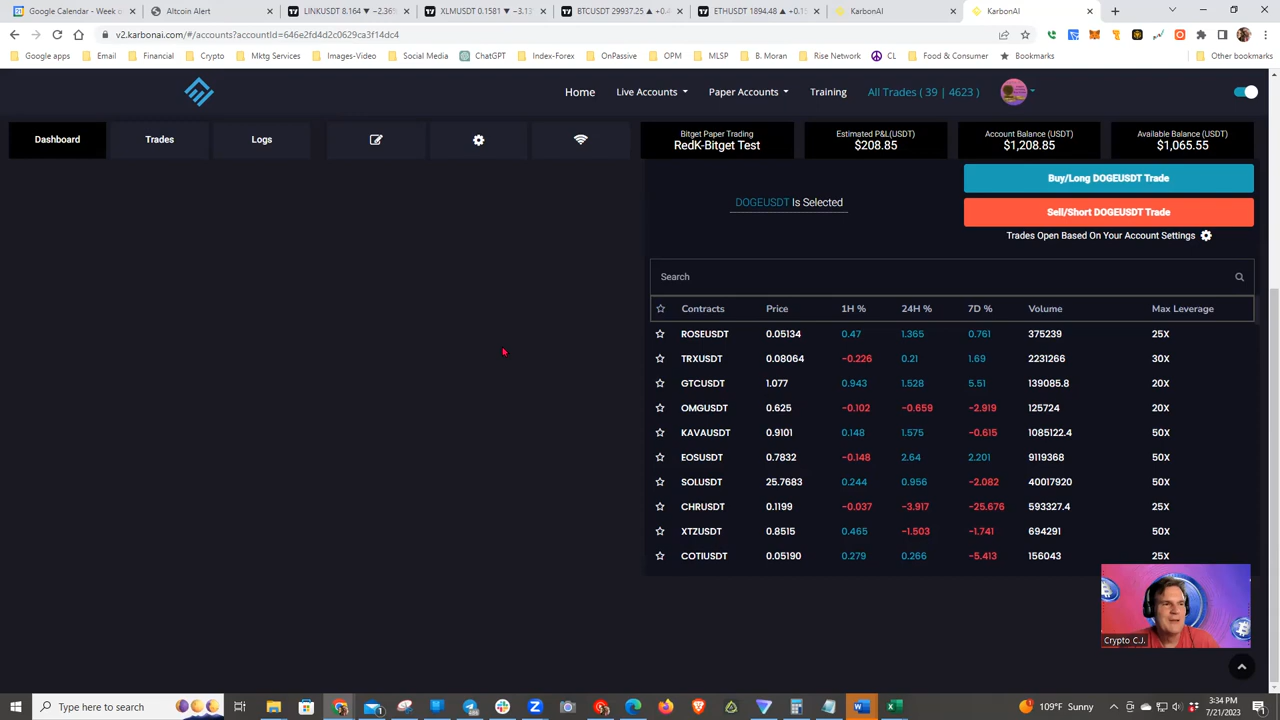 Google Calendar - Week o
Altcoin Alert
LINKUSDT 8.164 ▼ −2.36%
XLMUSDT 0.1581 ▼ −3.13
BTCUSDT 29937.25 ▲ +0.4
ETHUSDT 1894.48 ▲ +0.15
KarbonAI
KarbonAI
v2.karbonai.com/#/accounts?accountId=646e2fd4d2c0629ca3f14dc4
Google apps
Email
Financial
Crypto
Mktg Services
Images-Video
Social Media
ChatGPT
Index-Forex
OnPassive
OPM
MLSP
B. Moran
Rise Network
CL
Food & Consumer
Bookmarks
Other bookmarks
Home
Live Accounts
Paper Accounts
Training
All Trades ( 39 | 4623 )
Dashboard
Trades
Logs
Bitget Paper Trading
RedK-Bitget Test
Estimated P&L(USDT)
$208.85
Account Balance (USDT)
$1,208.85
Available Balance (USDT)
$1,065.55
DOGEUSDT Is Selected
Buy/Long DOGEUSDT Trade
Sell/Short DOGEUSDT Trade
Trades Open Based On Your Account Settings
Search
Contracts Price 1H % 24H % 7D % Volume Max Leverage
ROSEUSDT 0.05134 0.47 1.365 0.761 375239 25X
TRXUSDT 0.08064 -0.226 0.21 1.69 2231266 30X
GTCUSDT 1.077 0.943 1.528 5.51 139085.8 20X
OMGUSDT 0.625 -0.102 -0.659 -2.919 125724 20X
KAVAUSDT 0.9101 0.148 1.575 -0.615 1085122.4 50X
EOSUSDT 0.7832 -0.148 2.64 2.201 9119368 50X
SOLUSDT 25.7683 0.244 0.956 -2.082 40017920 50X
CHRUSDT 0.1199 -0.037 -3.917 -25.676 593327.4 25X
XTZUSDT 0.8515 0.465 -1.503 -1.741 694291 50X
COTIUSDT 0.05190 0.279 0.266 -5.413 156043 25X
Crypto C.J.
Type here to search
109°F Sunny
3:34 PM
7/21/2023